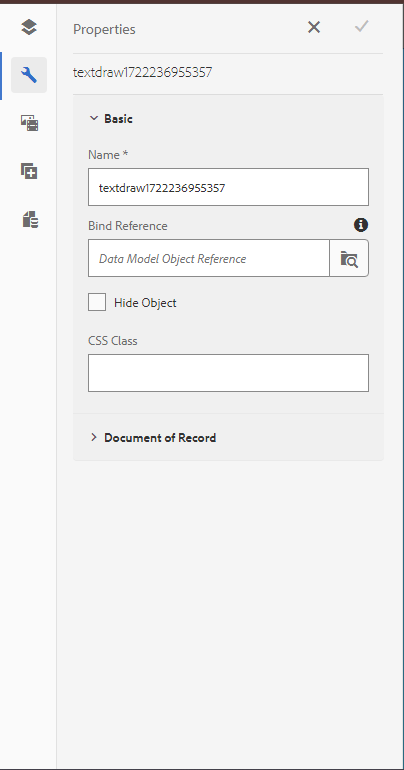 Properties
textdraw1722236955357
Basic
Name *
textdraw1722236955357
Bind Reference
Data Model Object Reference
Hide Object
CSS Class
Document of Record